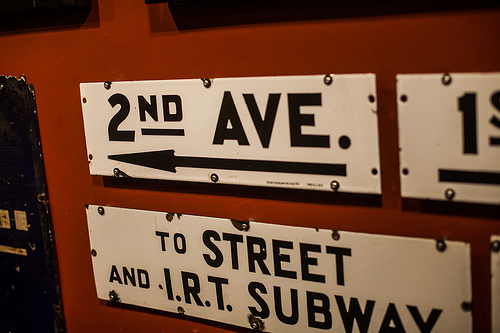 2ND AVE.
TO STREET
AND I.R.T. SUBWAY